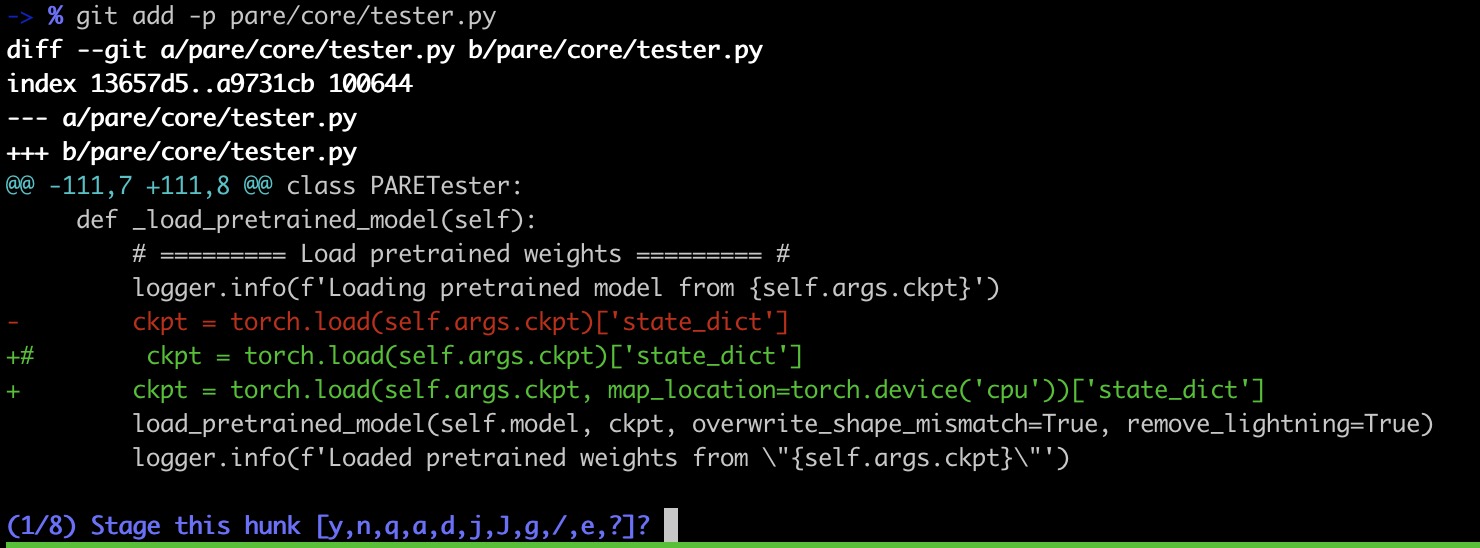 -> % git add -p pare/core/tester.py
diff --git a/pare/core/tester.py b/pare/core/tester.py
index 13657d5..a9731cb 100644
--- a/pare/core/tester.py
+++ b/pare/core/tester.py
@@ -111,7 +111,8 @@ class PARETester:
     def _load_pretrained_model(self):
         # ========= Load pretrained weights ========= #
         logger.info(f'Loading pretrained model from {self.args.ckpt}')
-        ckpt = torch.load(self.args.ckpt)['state_dict']
+#        ckpt = torch.load(self.args.ckpt)['state_dict']
+        ckpt = torch.load(self.args.ckpt, map_location=torch.device('cpu'))['state_dict']
         load_pretrained_model(self.model, ckpt, overwrite_shape_mismatch=True, remove_lightning=True)
         logger.info(f'Loaded pretrained weights from \"{self.args.ckpt}\"')
(1/8) Stage this hunk [y,n,q,a,d,j,J,g,/,e,?]?